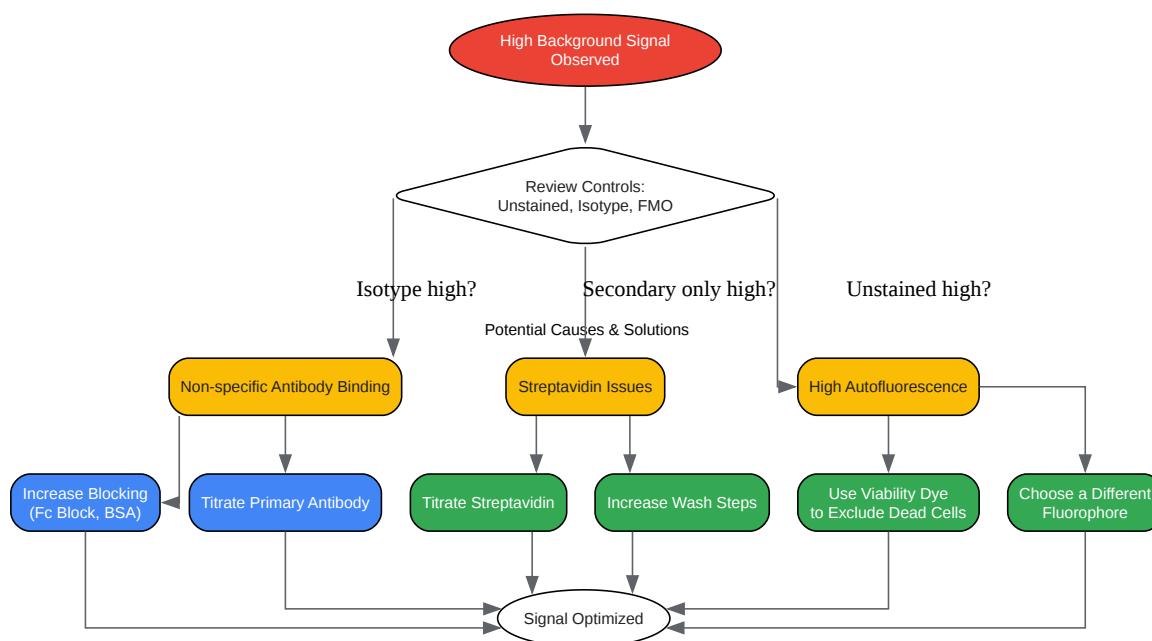 High Background Signal
Observed
Review Controls:
Unstained, Isotype, FMO
Isotype high?
Secondary only high?
Unstained high?
Potential Causes & Solutions
Non-specific Antibody Binding
Streptavidin Issues
High Autofluorescence
Increase Blocking
(Fc Block, BSA)
Titrate Primary Antibody
Titrate Streptavidin
Increase Wash Steps
Use Viability Dye
to Exclude Dead Cells
Choose a Different
Fluorophore
Signal Optimized